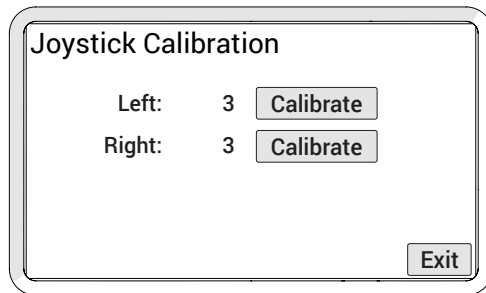 Joystick Calibration
Left: 3 Calibrate
Right: 3 Calibrate
Exit